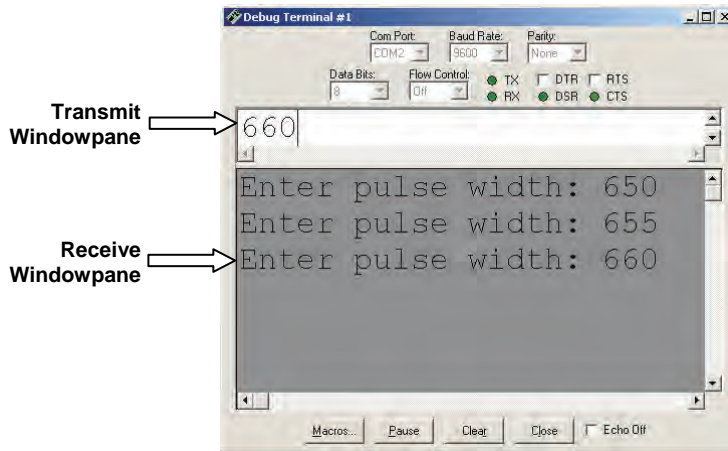 Debug Terminal #1
Com Port: Baud Rate: Parity:
COM2 9600 None
Data Bits: Flow Control: TX DTR RTS
8 Off RX DSR CTS
Transmit
Windowpane
660
Enter pulse width: 650
Enter pulse width: 655
Receive
Windowpane
Enter pulse width: 660
Macros... Pause Clear Close Echo Off